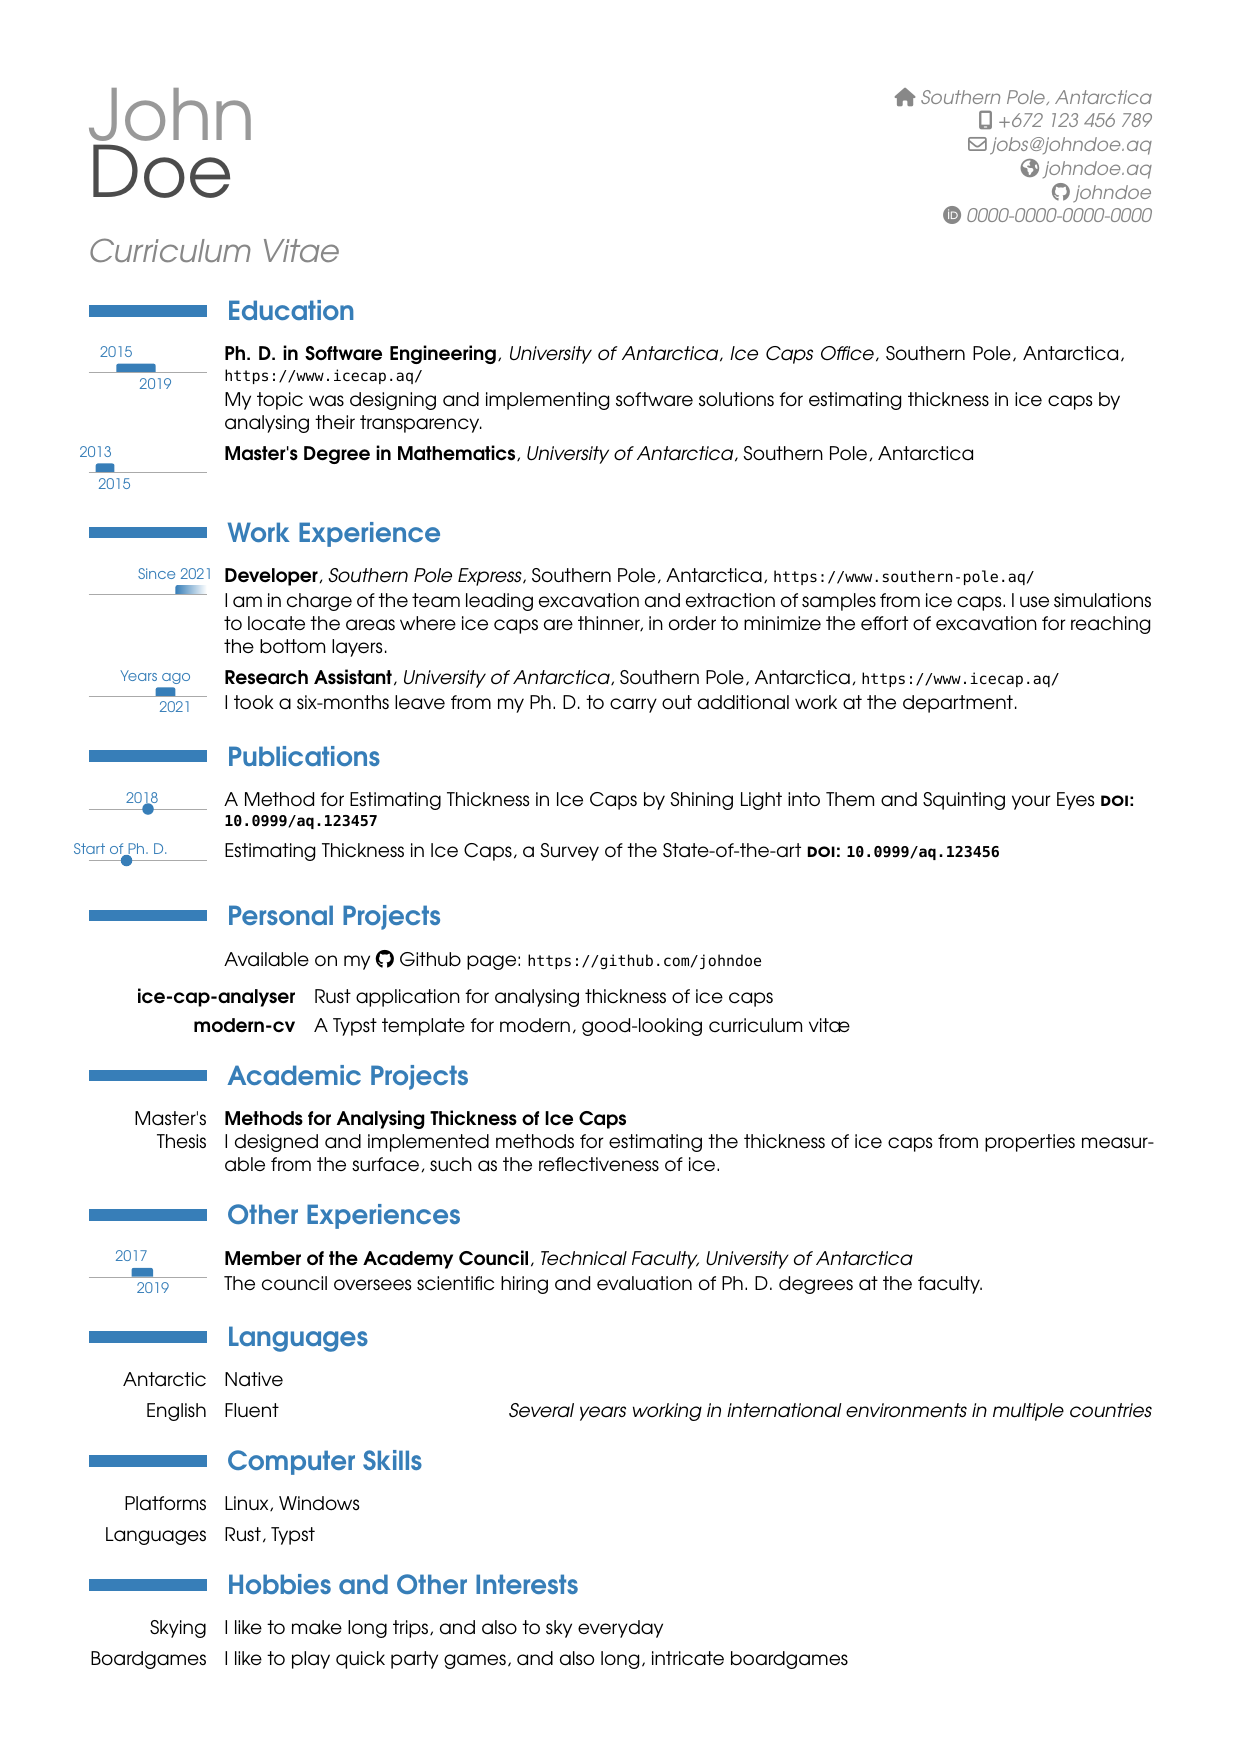 John
Doe
Curriculum Vitae
Southern Pole, Antarctica
+672 123 456 789
jobs@johndoe.aq
johndoe.aq
johndoe
0000-0000-0000-0000
Education
2015
2019
Ph. D. in Software Engineering, University of Antarctica, Ice Caps Office, Southern Pole, Antarctica,
https://www.icecap.aq/
My topic was designing and implementing software solutions for estimating thickness in ice caps by
analysing their transparency.
2013
2015
Master's Degree in Mathematics, University of Antarctica, Southern Pole, Antarctica
Work Experience
Since 2021
Developer, Southern Pole Express, Southern Pole, Antarctica, https://www.southern-pole.aq/
I am in charge of the team leading excavation and extraction of samples from ice caps. I use simulations
to locate the areas where ice caps are thinner, in order to minimize the effort of excavation for reaching
the bottom layers.
Years ago
2021
Research Assistant, University of Antarctica, Southern Pole, Antarctica, https://www.icecap.aq/
I took a six-months leave from my Ph. D. to carry out additional work at the department.
Publications
2018
A Method for Estimating Thickness in Ice Caps by Shining Light into Them and Squinting your Eyes DOI:
10.0999/aq.123457
Start of Ph. D.
Estimating Thickness in Ice Caps, a Survey of the State-of-the-art DOI: 10.0999/aq.123456
Personal Projects
Available on my Github page: https://github.com/johndoe
ice-cap-analyser Rust application for analysing thickness of ice caps
modern-cv A Typst template for modern, good-looking curriculum vitæ
Academic Projects
Master's
Thesis
Methods for Analysing Thickness of Ice Caps
I designed and implemented methods for estimating the thickness of ice caps from properties measur-
able from the surface, such as the reflectiveness of ice.
Other Experiences
2017
2019
Member of the Academy Council, Technical Faculty, University of Antarctica
The council oversees scientific hiring and evaluation of Ph. D. degrees at the faculty.
Languages
Antarctic Native
English Fluent Several years working in international environments in multiple countries
Computer Skills
Platforms Linux, Windows
Languages Rust, Typst
Hobbies and Other Interests
Skying I like to make long trips, and also to sky everyday
Boardgames I like to play quick party games, and also long, intricate boardgames